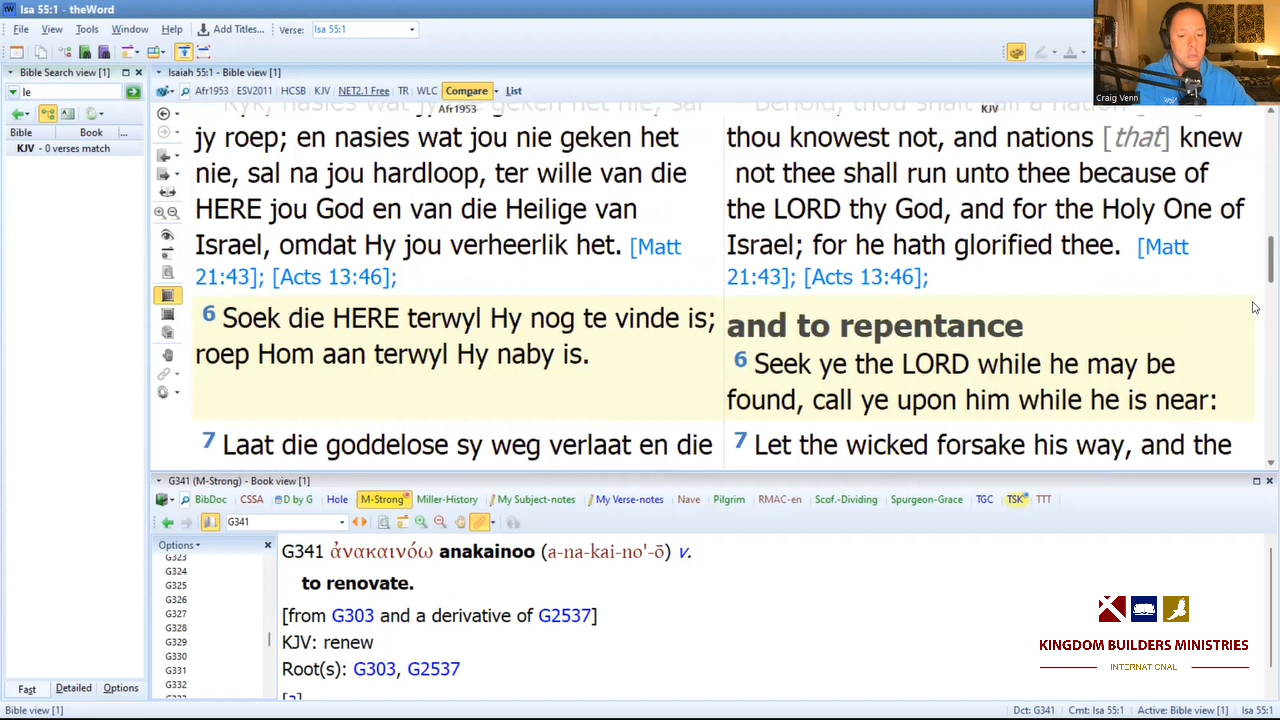 Isa 55:1 - theWord
File View Tools Window Help Add Titles... Verse: Isa 55:1
Bible Search view [1]
le
Bible Book ...
KJV - 0 verses match
Fast Detailed Options
Isaiah 55:1 - Bible view [1]
Afr1953 ESV2011 HCSB KJV NET2.1 Free TR WLC Compare List
Afr1953
jy roep; en nasies wat jou nie geken het
nie, sal na jou hardloop, ter wille van die
HERE jou God en van die Heilige van
Israel, omdat Hy jou verheerlik het. [Matt
21:43]; [Acts 13:46];
6 Soek die HERE terwyl Hy nog te vinde is;
roep Hom aan terwyl Hy naby is.
7 Laat die goddelose sy weg verlaat en die
KJV
thou knowest not, and nations [that] knew
not thee shall run unto thee because of
the LORD thy God, and for the Holy One of
Israel; for he hath glorified thee. [Matt
21:43]; [Acts 13:46];
and to repentance
6 Seek ye the LORD while he may be
found, call ye upon him while he is near:
7 Let the wicked forsake his way, and the
Craig Venn
G341 (M-Strong) - Book view [1]
BibDoc CSSA D by G Hole M-Strong Miller-History My Subject-notes My Verse-notes Nave Pilgrim RMAC-en Scof.-Dividing Spurgeon-Grace TGC TSK TTT
G341
Options
G323
G324
G325
G326
G327
G328
G329
G330
G331
G332
G341 ἀνακαινόω anakainoo (a-na-kai-no'-ō) v.
to renovate.
[from G303 and a derivative of G2537]
KJV: renew
Root(s): G303, G2537
KINGDOM BUILDERS MINISTRIES
INTERNATIONAL
Bible view [1] Dct: G341 Cmt: Isa 55:1 Active: Bible view [1] Isa 55:1